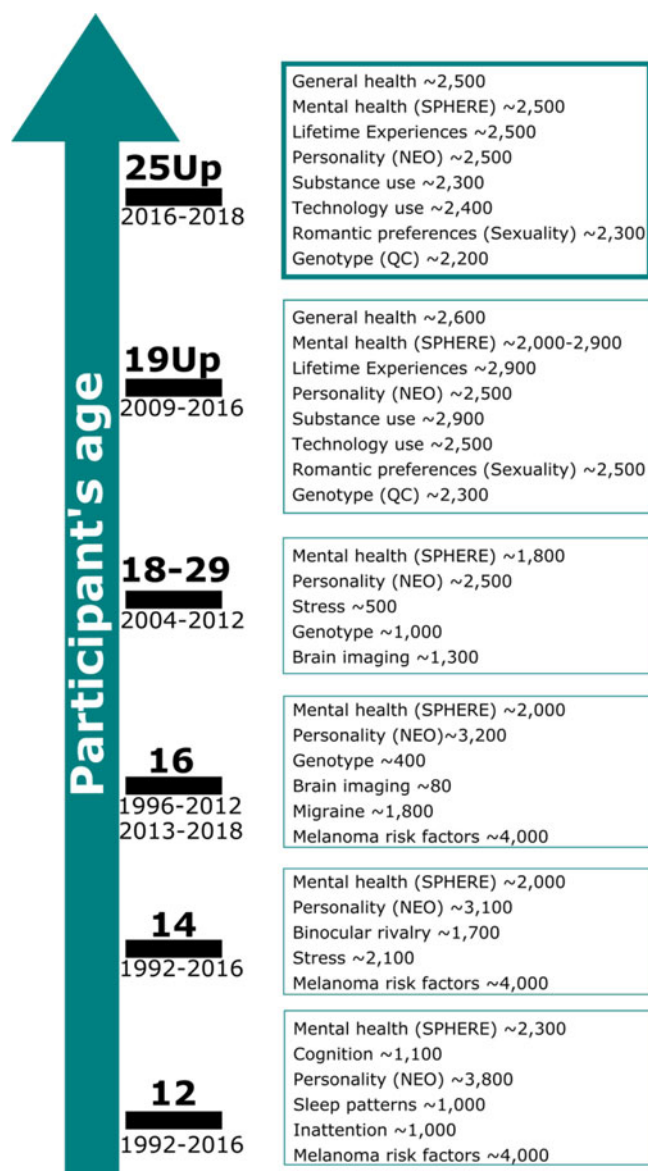 Participant's age
25Up
2016-2018
General health ~2,500
Mental health (SPHERE) ~2,500
Lifetime Experiences ~2,500
Personality (NEO) ~2,500
Substance use ~2,300
Technology use ~2,400
Romantic preferences (Sexuality) ~2,300
Genotype (QC) ~2,200
19Up
2009-2016
General health ~2,600
Mental health (SPHERE) ~2,000-2,900
Lifetime Experiences ~2,900
Personality (NEO) ~2,500
Substance use ~2,900
Technology use ~2,500
Romantic preferences (Sexuality) ~2,500
Genotype (QC) ~2,300
18-29
2004-2012
Mental health (SPHERE) ~1,800
Personality (NEO) ~2,500
Stress ~500
Genotype ~1,000
Brain imaging ~1,300
16
1996-2012
2013-2018
Mental health (SPHERE) ~2,000
Personality (NEO)~3,200
Genotype ~400
Brain imaging ~80
Migraine ~1,800
Melanoma risk factors ~4,000
14
1992-2016
Mental health (SPHERE) ~2,000
Personality (NEO) ~3,100
Binocular rivalry ~1,700
Stress ~2,100
Melanoma risk factors ~4,000
12
1992-2016
Mental health (SPHERE) ~2,300
Cognition ~1,100
Personality (NEO) ~3,800
Sleep patterns ~1,000
Inattention ~1,000
Melanoma risk factors ~4,000